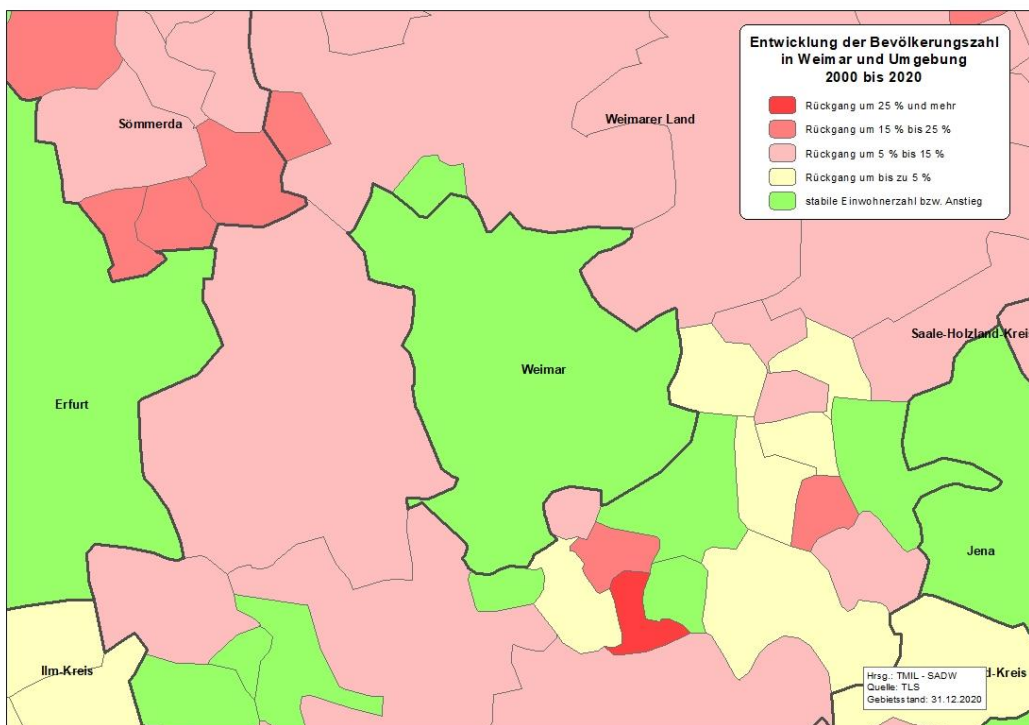 Entwicklung der Bevölkerungszahl
in Weimar und Umgebung
2000 bis 2020
Rückgang um 25 % und mehr
Rückgang um 15 % bis 25 %
Rückgang um 5 % bis 15 %
Rückgang um bis zu 5 %
stabile Einwohnerzahl bzw. Anstieg
Sömmerda
Weimarer Land
Saale-Holzland-Kreis
Weimar
Erfurt
Jena
Ilm-Kreis
d-Kreis
Hrsg.: TMIL - SADW
Quelle: TLS
Gebietsstand: 31.12.2020